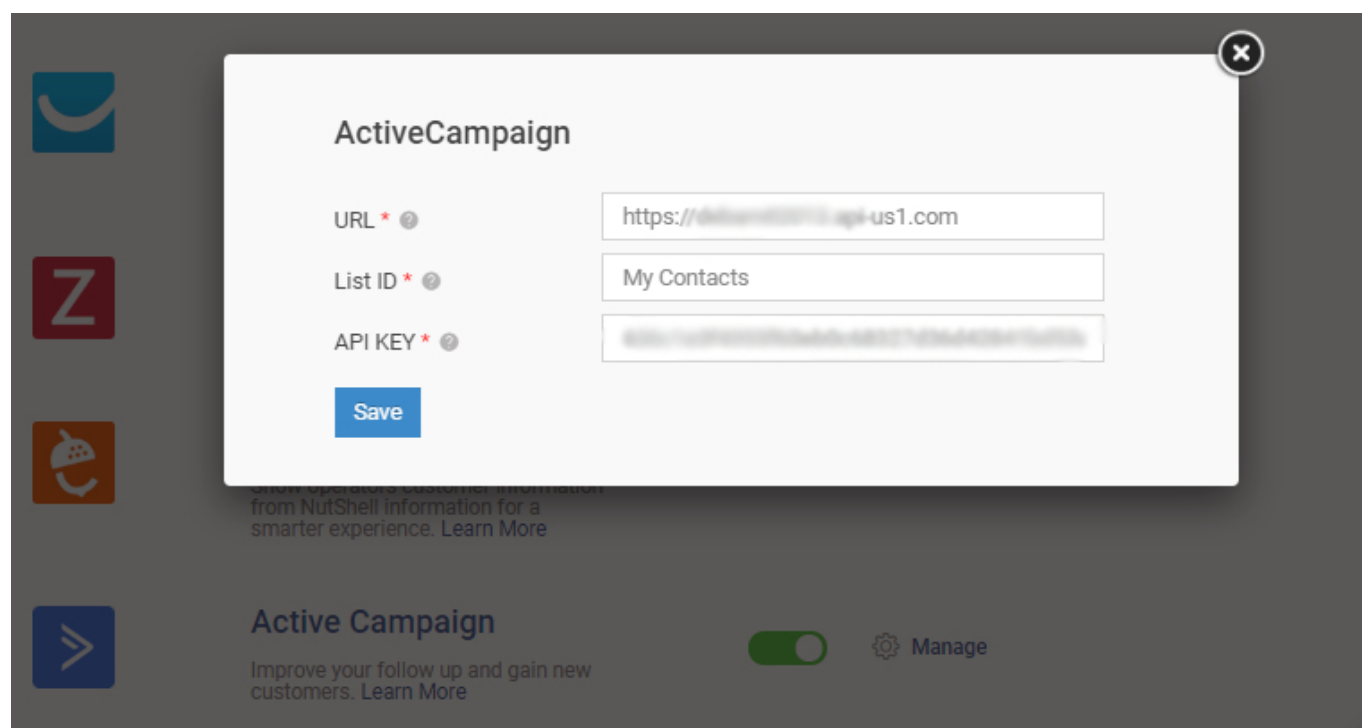 ActiveCampaign
URL *
https:// api-us1.com
List ID *
My Contacts
API KEY *
Save
Show operators customer information
from NutShell information for a
smarter experience. Learn More
Active Campaign
Manage
Improve your follow up and gain new
customers. Learn More
Z